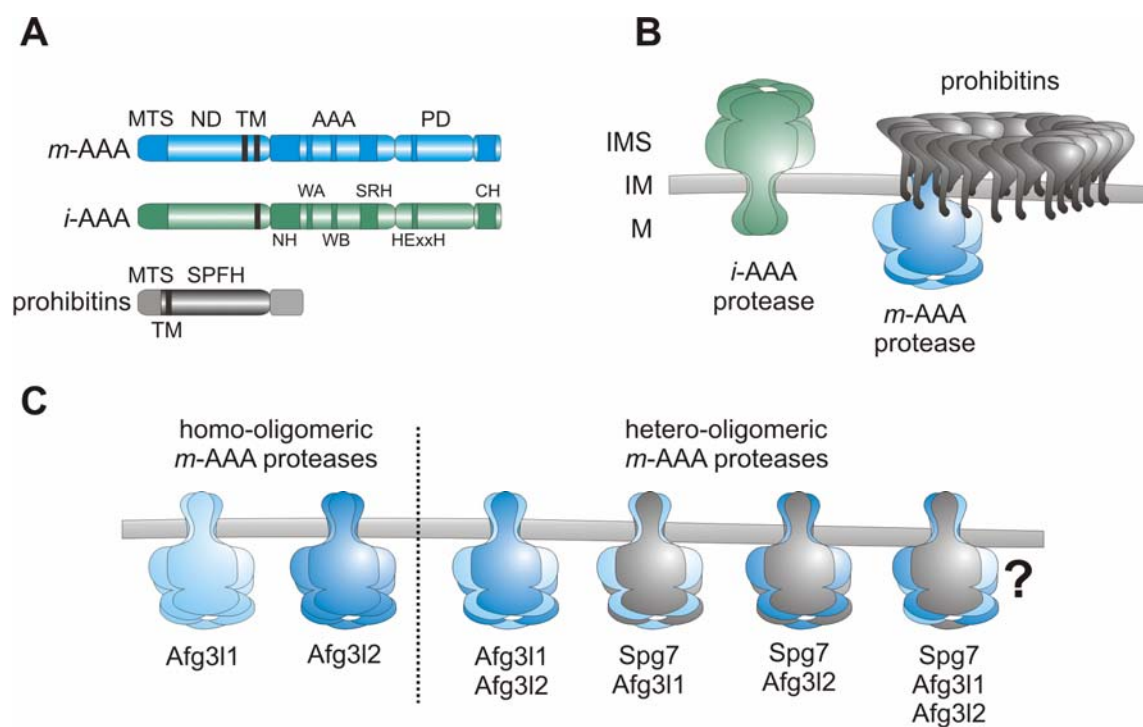 A
MTS ND TM AAA PD
m-AAA
WA SRH CH
i-AAA
NH WB HExxH
MTS SPFH
prohibitins
TM
B
prohibitins
IMS
IM
M
i-AAA
protease
m-AAA
protease
C
homo-oligomeric
m-AAA proteases
hetero-oligomeric
m-AAA proteases
?
Afg3l1
Afg3l2
Afg3l1
Afg3l2
Spg7
Afg3l1
Spg7
Afg3l2
Spg7
Afg3l1
Afg3l2